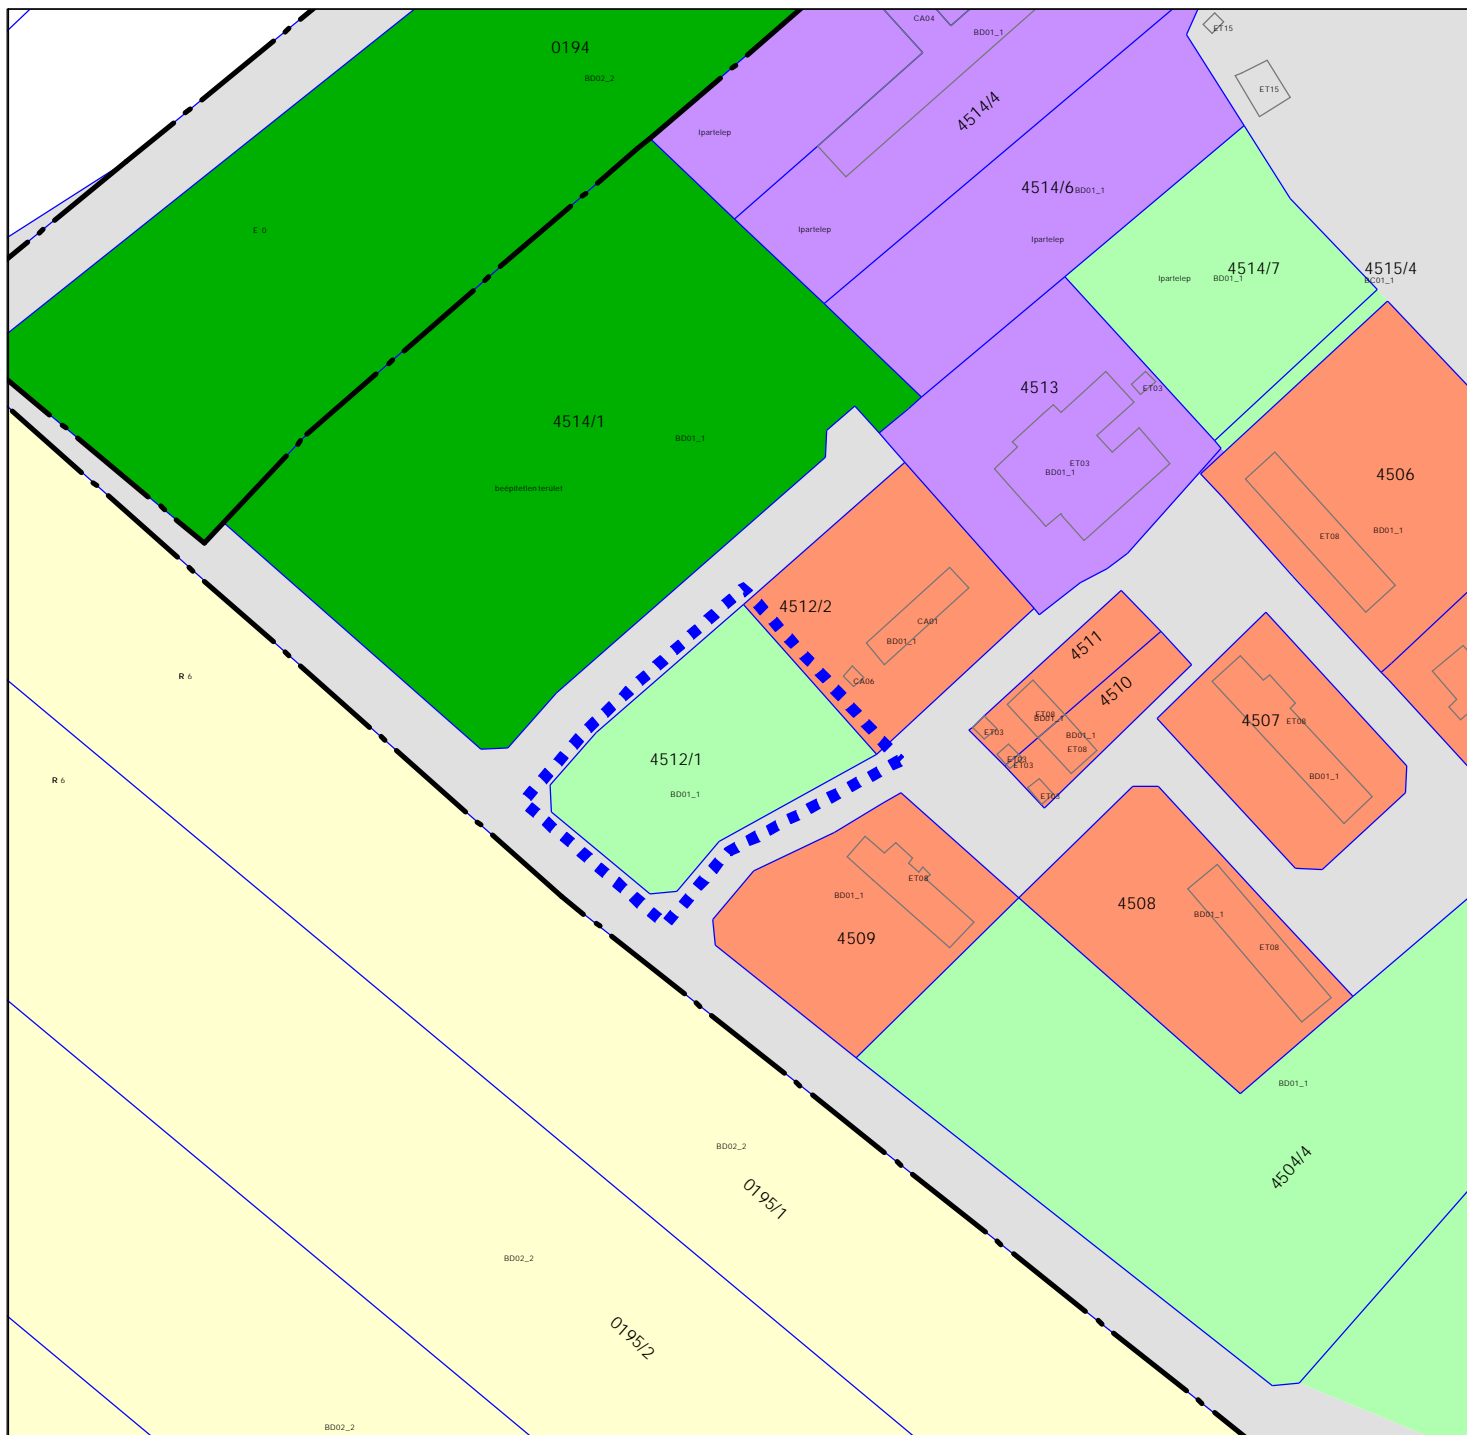 CA04
ET15
BD01_1
0194
BD02_2
ET15
4514/4
Ipartelep
4514/6
BD01_1
E 0
Ipartelep
Ipartelep
4514/7
4515/4
Ipartelep
BD01_1
BC01_1
4513
ET03
4514/1
BD01_1
ET03
BD01_1
4506
beépítetlen terület
BD01_1
ET08
4512/2
CA01
BD01_1
4511
R 6
CA06
4510
ET08
BD01_1
4507
ET08
ET03
BD01_1
ET08
4512/1
ET03
ET03
R 6
BD01_1
ET03
BD01_1
ET08
BD01_1
4508
BD01_1
4509
ET08
BD01_1
BD02_2
4504/4
0195/1
BD02_2
0195/2
BD02_2